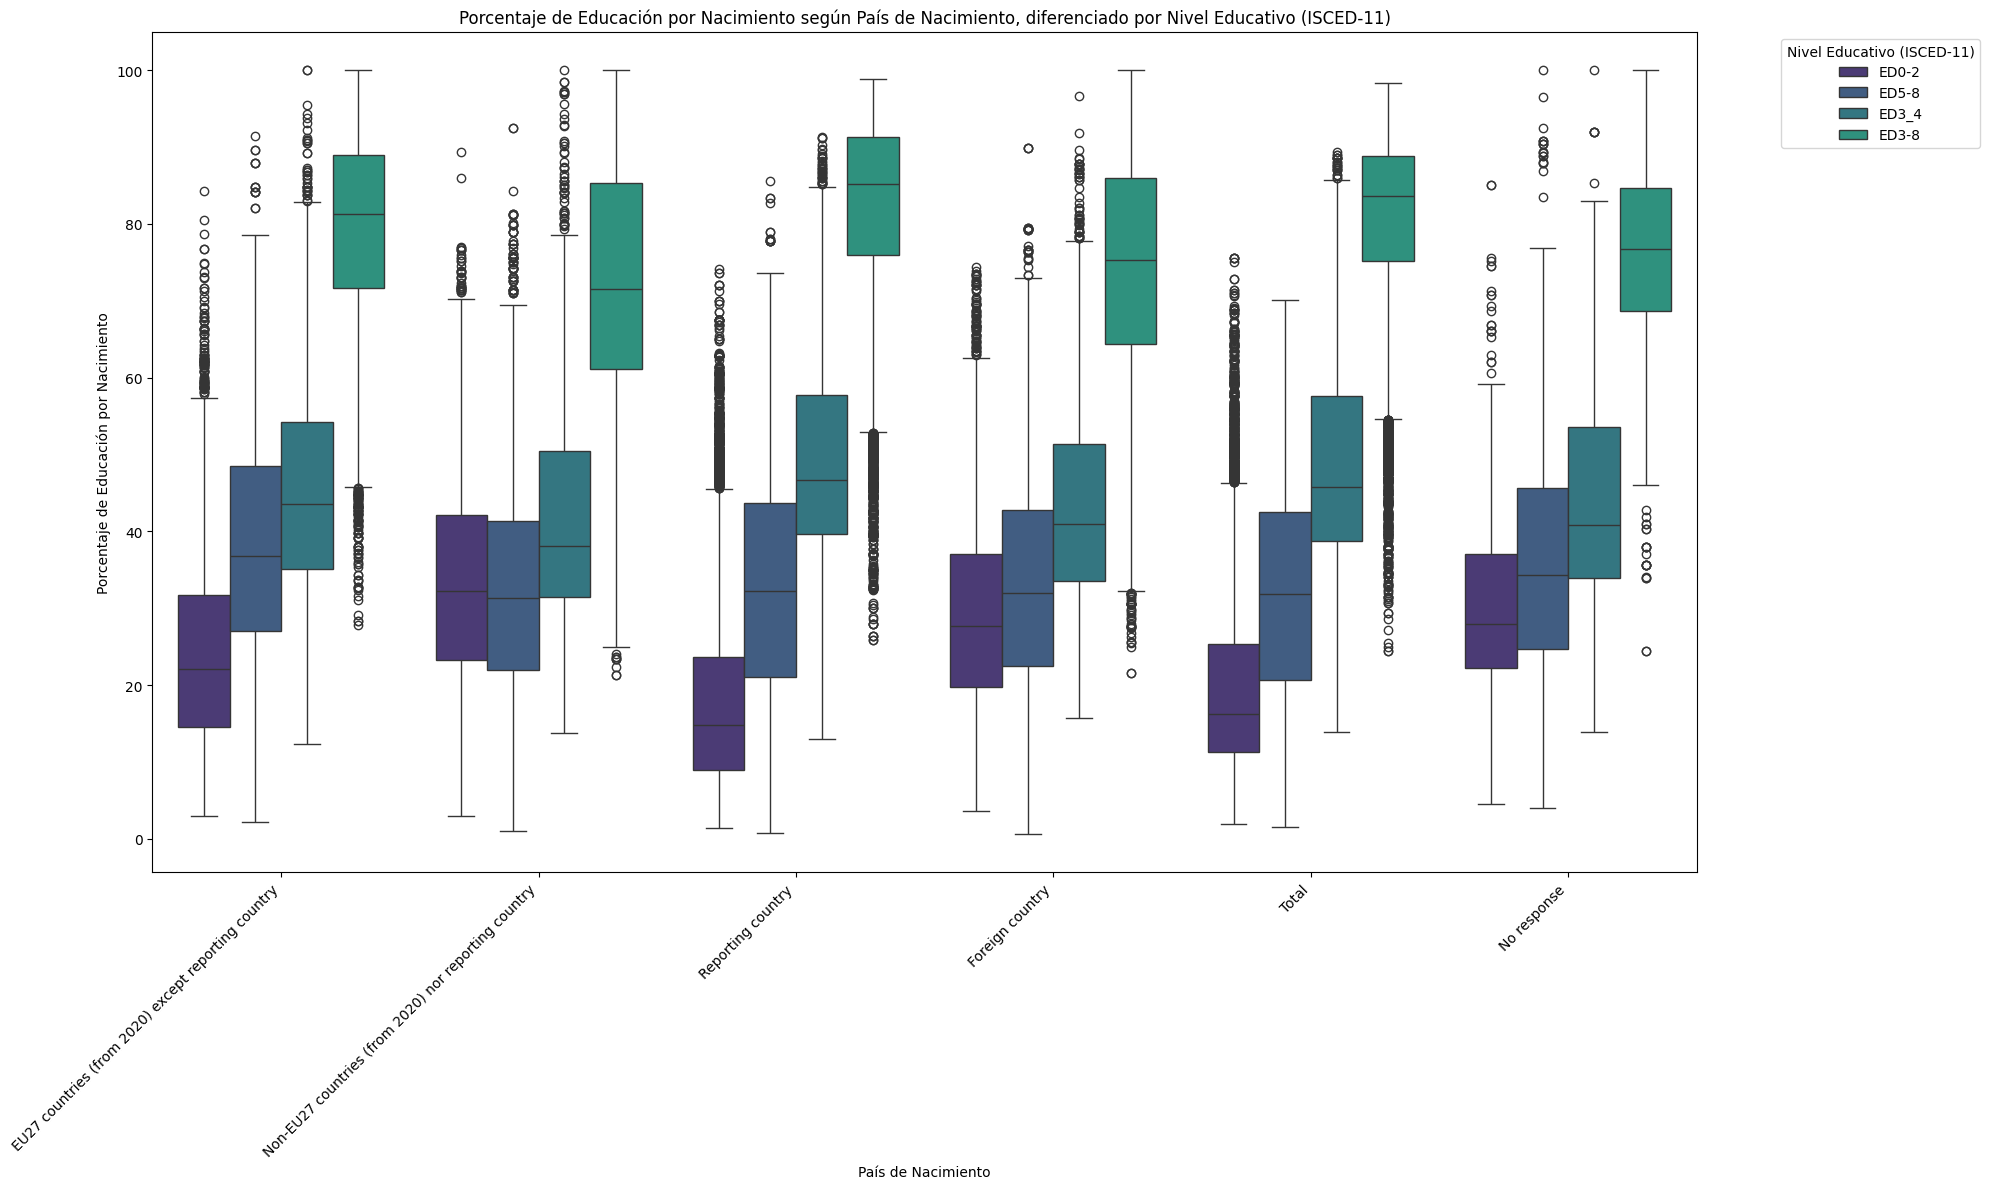 Porcentaje de Educación por Nacimiento según País de Nacimiento, diferenciado por Nivel Educativo (ISCED-11)
Nivel Educativo (ISCED-11)
ED0-2
ED5-8
ED3_4
ED3-8
Porcentaje de Educación por Nacimiento
100
80
60
40
20
0
EU27 countries (from 2020) except reporting country
Non-EU27 countries (from 2020) nor reporting country
Reporting country
Foreign country
Total
No response
País de Nacimiento